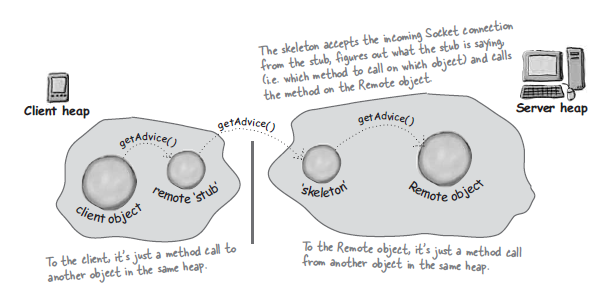 The skeleton accepts the incoming Socket connection
from the stub, figures out what the stub is saying,
(i.e. which method to call on which object) and calls
the method on the Remote object.
Client heap
Server heap
getAdvice()
getAdvice()
getAdvice()
client object
remote 'stub'
'skeleton'
Remote object
To the client, it's just a method call to
another object in the same heap.
To the Remote object, it's just a method call
from another object in the same heap.